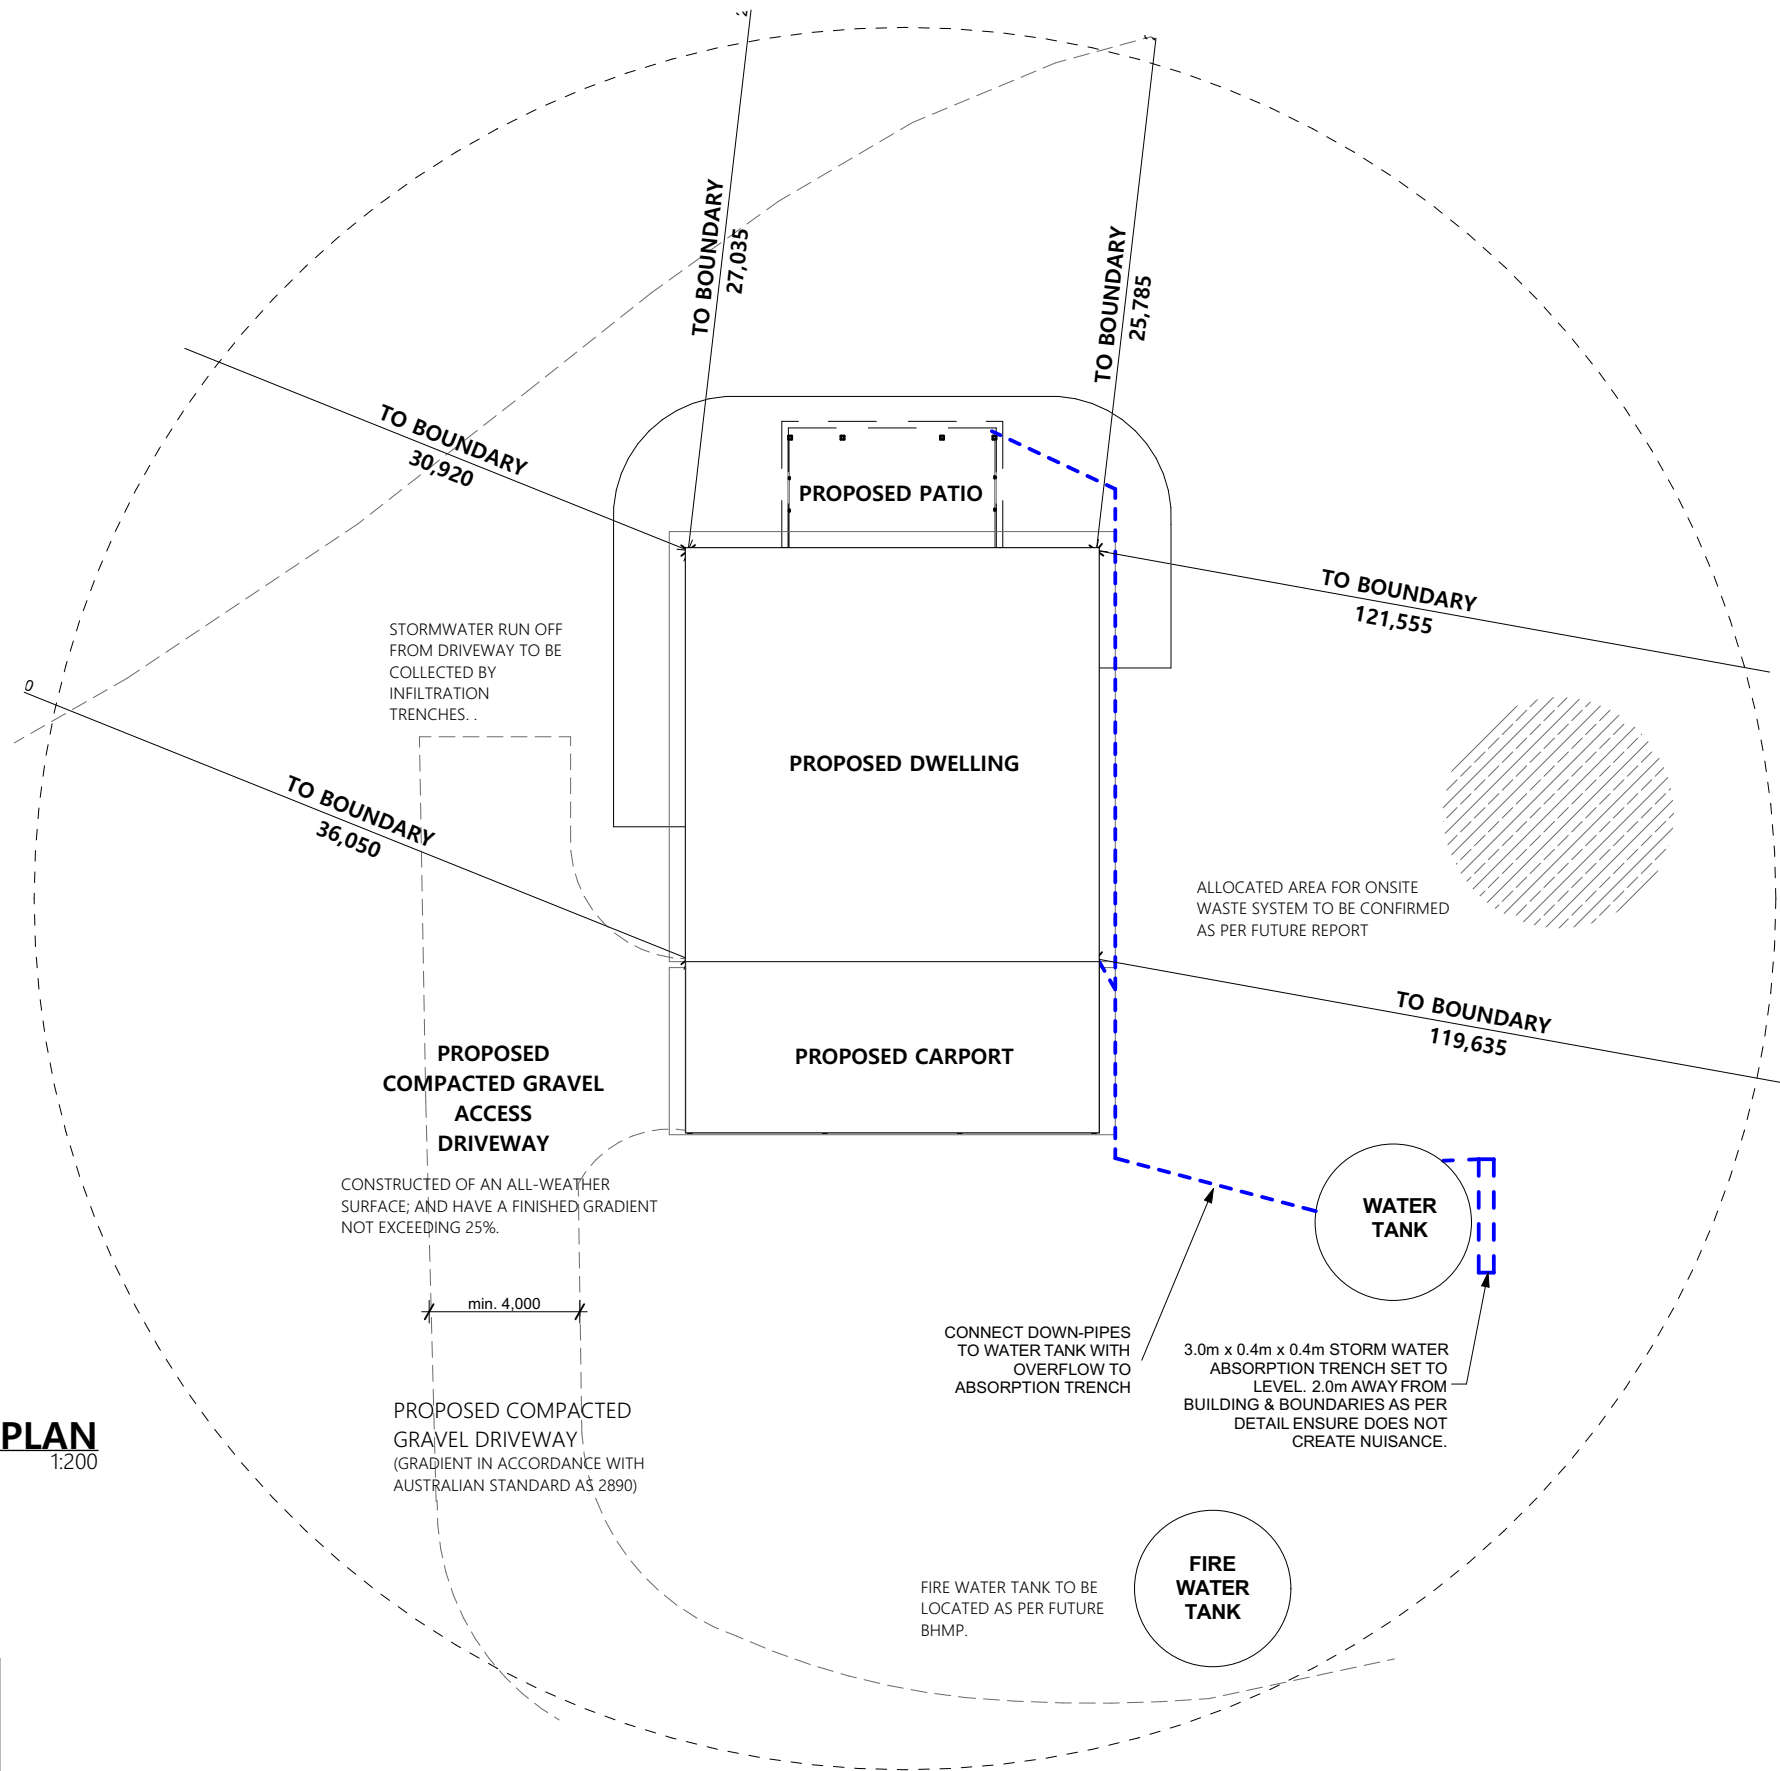 TO BOUNDARY
27,035
TO BOUNDARY
25,785
TO BOUNDARY
30,920
PROPOSED PATIO
TO BOUNDARY
121,555
STORMWATER RUN OFF
FROM DRIVEWAY TO BE
COLLECTED BY
INFILTRATION
TRENCHES. .
0
PROPOSED DWELLING
TO BOUNDARY
36,050
ALLOCATED AREA FOR ONSITE
WASTE SYSTEM TO BE CONFIRMED
AS PER FUTURE REPORT
TO BOUNDARY
119,635
PROPOSED CARPORT
PROPOSED
COMPACTED GRAVEL
ACCESS
DRIVEWAY
CONSTRUCTED OF AN ALL-WEATHER
SURFACE; AND HAVE A FINISHED GRADIENT
NOT EXCEEDING 25%.
WATER
TANK
min. 4,000
CONNECT DOWN-PIPES
TO WATER TANK WITH
OVERFLOW TO
ABSORPTION TRENCH
3.0m x 0.4m x 0.4m STORM WATER
ABSORPTION TRENCH SET TO
LEVEL. 2.0m AWAY FROM
BUILDING & BOUNDARIES AS PER
DETAIL ENSURE DOES NOT
CREATE NUISANCE.
PROPOSED COMPACTED
GRAVEL DRIVEWAY
(GRADIENT IN ACCORDANCE WITH
AUSTRALIAN STANDARD AS 2890)
PLAN
1:200
FIRE
WATER
TANK
FIRE WATER TANK TO BE
LOCATED AS PER FUTURE
BHMP.